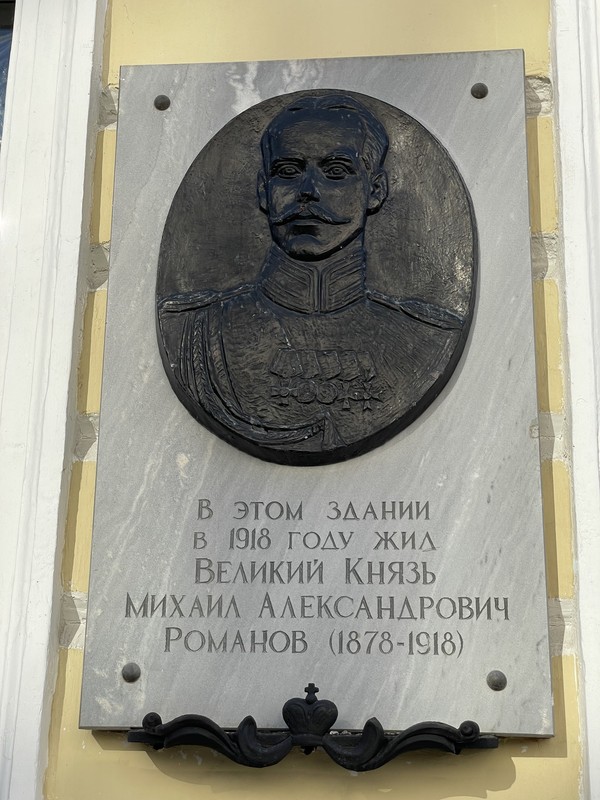 В ЭТОМ ЗДАНИИ
В 1918 ГОДУ ЖИЛ
ВЕЛИКИЙ КНЯЗЬ
МИХАИЛ АЛЕКСАНДРОВИЧ
РОМАНОВ (1878-1918)